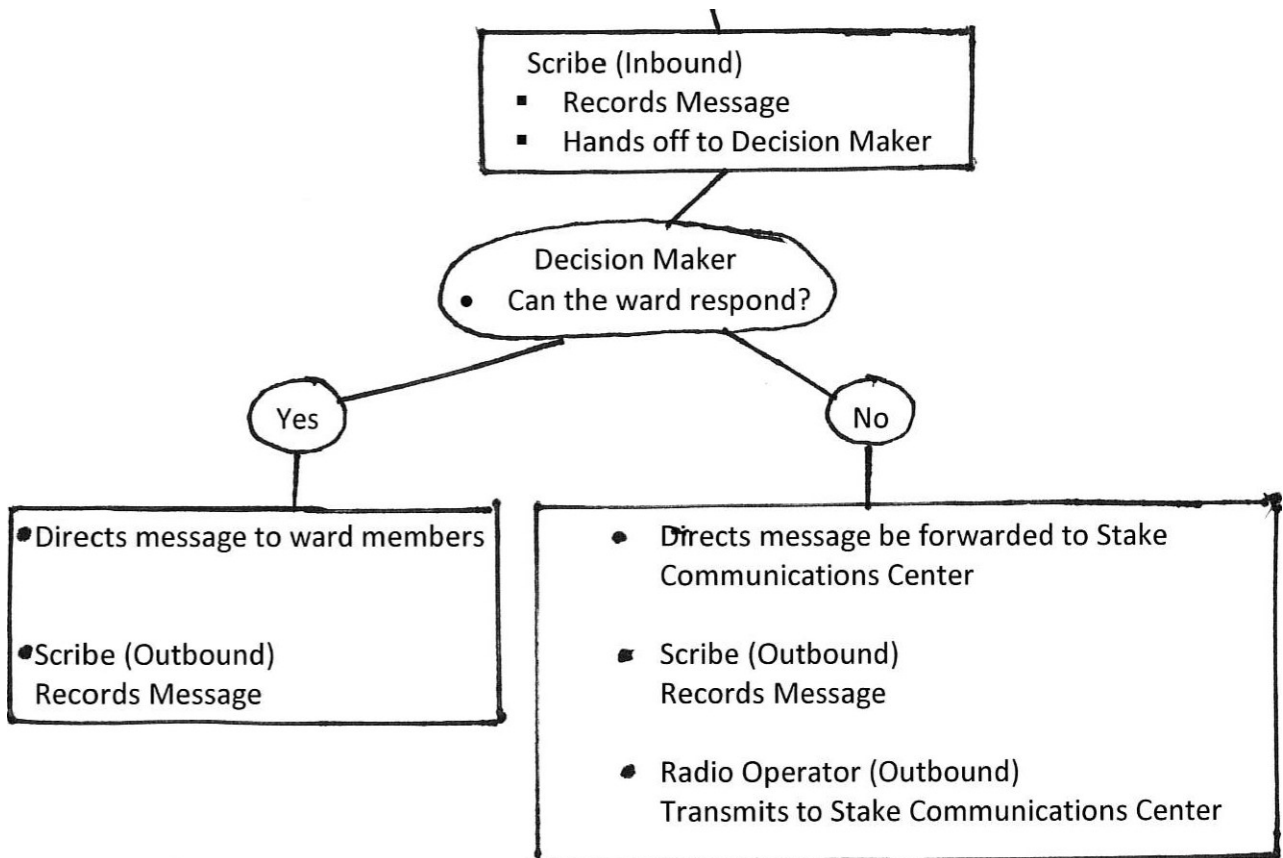 Scribe (Inbound)
▪ Records Message
▪ Hands off to Decision Maker
Decision Maker
• Can the ward respond?
Yes
No
• Directs message to ward members
• Scribe (Outbound)
Records Message
• Directs message be forwarded to Stake
Communications Center
• Scribe (Outbound)
Records Message
• Radio Operator (Outbound)
Transmits to Stake Communications Center